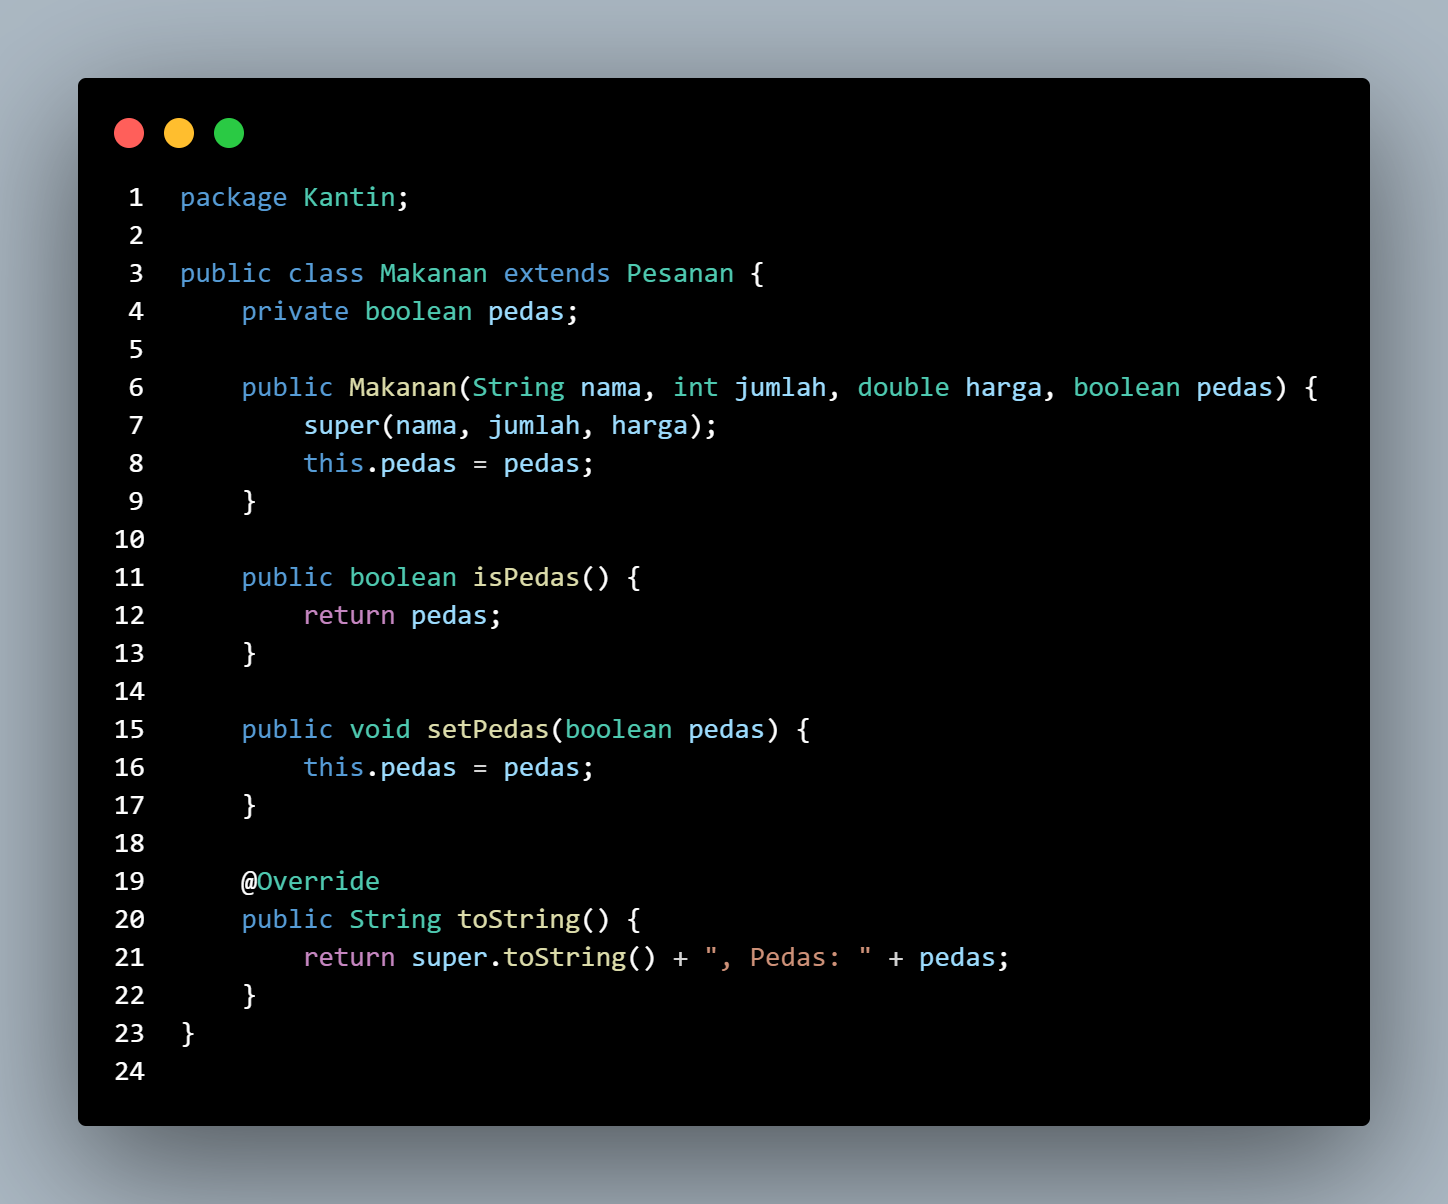 1 package Kantin;
2
3 public class Makanan extends Pesanan {
4     private boolean pedas;
5
6     public Makanan(String nama, int jumlah, double harga, boolean pedas) {
7         super(nama, jumlah, harga);
8         this.pedas = pedas;
9     }
10
11     public boolean isPedas() {
12         return pedas;
13     }
14
15     public void setPedas(boolean pedas) {
16         this.pedas = pedas;
17     }
18
19     @Override
20     public String toString() {
21         return super.toString() + ", Pedas: " + pedas;
22     }
23 }
24